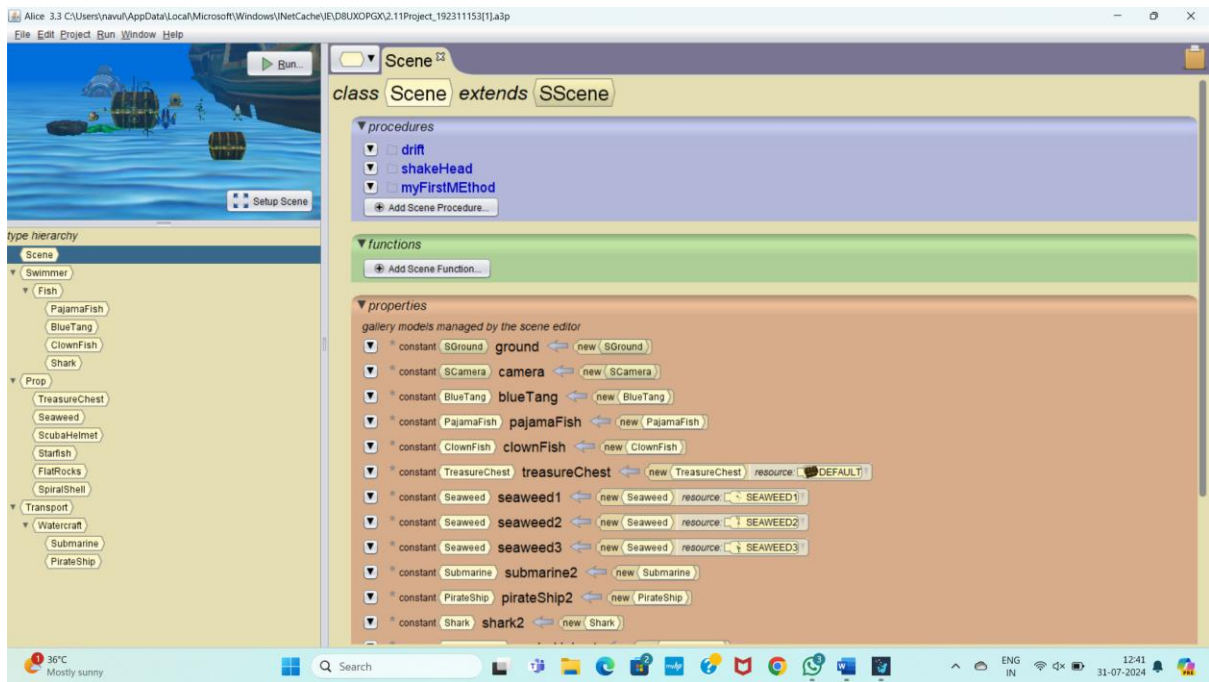 Alice 3.3 C:\Users\navul\AppData\Local\Microsoft\Windows\INetCache\IE\D8UXOPGX\2.11Project_192311153[1].a3p
File Edit Project Run Window Help
Run...
Setup Scene
type hierarchy
Scene
Swimmer
Fish
PajamaFish
BlueTang
ClownFish
Shark
Prop
TreasureChest
Seaweed
ScubaHelmet
Starfish
FlatRocks
SpiralShell
Transport
Watercraft
Submarine
PirateShip
Scene
class Scene extends SScene
procedures
drift
shakeHead
myFirstMEthod
Add Scene Procedure...
functions
Add Scene Function...
properties
gallery models managed by the scene editor
constant SGround ground new SGround
constant SCamera camera new SCamera
constant BlueTang blueTang new BlueTang
constant PajamaFish pajamaFish new PajamaFish
constant ClownFish clownFish new ClownFish
constant TreasureChest treasureChest new TreasureChest resource: DEFAULT
constant Seaweed seaweed1 new Seaweed resource: SEAWEED1
constant Seaweed seaweed2 new Seaweed resource: SEAWEED2
constant Seaweed seaweed3 new Seaweed resource: SEAWEED3
constant Submarine submarine2 new Submarine
constant PirateShip pirateShip2 new PirateShip
constant Shark shark2 new Shark
1
36°C
Mostly sunny
Search
2
ENG
IN
12:41
31-07-2024